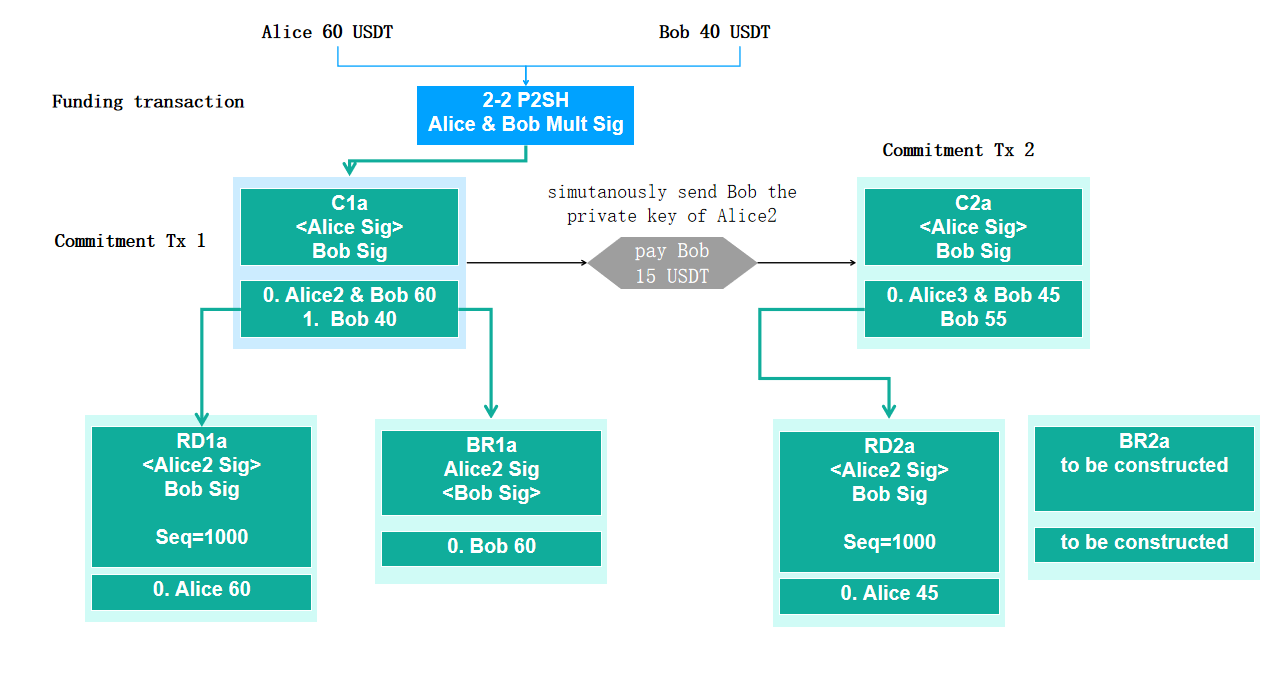 Alice 60 USDT
Bob 40 USDT
Funding transaction
2-2 P2SH
Alice & Bob Mult Sig
Commitment Tx 2
simutanously send Bob the
private key of Alice2
Commitment Tx 1
C1a
<Alice Sig>
Bob Sig
0. Alice2 & Bob 60
1. Bob 40
pay Bob
15 USDT
C2a
<Alice Sig>
Bob Sig
0. Alice3 & Bob 45
Bob 55
RD1a
<Alice2 Sig>
Bob Sig
Seq=1000
0. Alice 60
BR1a
Alice2 Sig
<Bob Sig>
0. Bob 60
RD2a
<Alice2 Sig>
Bob Sig
Seq=1000
0. Alice 45
BR2a
to be constructed
to be constructed